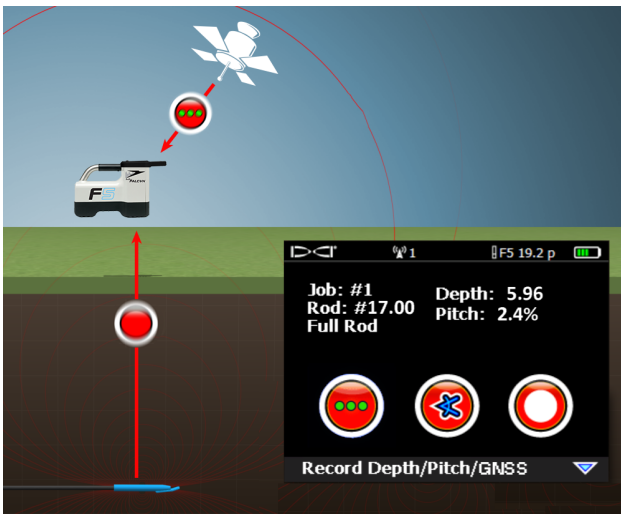 F5
FALCON
DCI
1
F5 19.2 p
Job: #1
Rod: #17.00
Full Rod
Depth: 5.96
Pitch: 2.4%
Record Depth/Pitch/GNSS